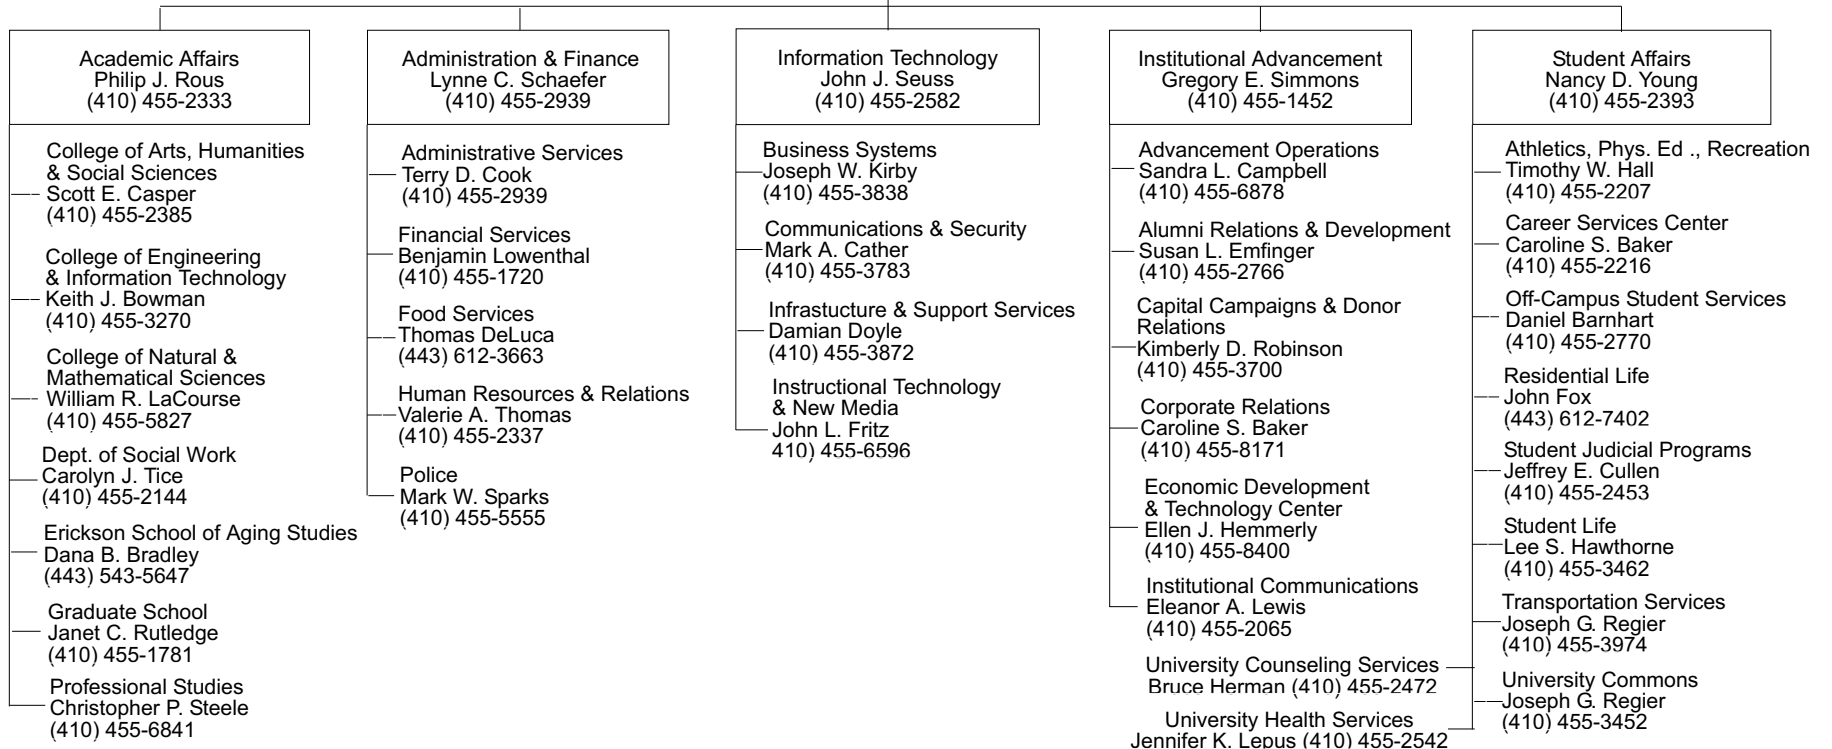 Academic Affairs
Philip J. Rous
(410) 455-2333
College of Arts, Humanities
& Social Sciences
Scott E. Casper
(410) 455-2385
College of Engineering
& Information Technology
Keith J. Bowman
(410) 455-3270
College of Natural &
Mathematical Sciences
William R. LaCourse
(410) 455-5827
Dept. of Social Work
Carolyn J. Tice
(410) 455-2144
Erickson School of Aging Studies
Dana B. Bradley
(443) 543-5647
Graduate School
Janet C. Rutledge
(410) 455-1781
Professional Studies
Christopher P. Steele
(410) 455-6841
Administration & Finance
Lynne C. Schaefer
(410) 455-2939
Administrative Services
Terry D. Cook
(410) 455-2939
Financial Services
Benjamin Lowenthal
(410) 455-1720
Food Services
Thomas DeLuca
(443) 612-3663
Human Resources & Relations
Valerie A. Thomas
(410) 455-2337
Police
Mark W. Sparks
(410) 455-5555
Information Technology
John J. Seuss
(410) 455-2582
Business Systems
Joseph W. Kirby
(410) 455-3838
Communications & Security
Mark A. Cather
(410) 455-3783
Infrastucture & Support Services
Damian Doyle
(410) 455-3872
Instructional Technology
& New Media
John L. Fritz
410) 455-6596
Institutional Advancement
Gregory E. Simmons
(410) 455-1452
Advancement Operations
Sandra L. Campbell
(410) 455-6878
Alumni Relations & Development
Susan L. Emfinger
(410) 455-2766
Capital Campaigns & Donor
Relations
Kimberly D. Robinson
(410) 455-3700
Corporate Relations
Caroline S. Baker
(410) 455-8171
Economic Development
& Technology Center
Ellen J. Hemmerly
(410) 455-8400
Institutional Communications
Eleanor A. Lewis
(410) 455-2065
University Counseling Services
Bruce Herman (410) 455-2472
University Health Services
Jennifer K. Lepus (410) 455-2542
Student Affairs
Nancy D. Young
(410) 455-2393
Athletics, Phys. Ed ., Recreation
Timothy W. Hall
(410) 455-2207
Career Services Center
Caroline S. Baker
(410) 455-2216
Off-Campus Student Services
Daniel Barnhart
(410) 455-2770
Residential Life
John Fox
(443) 612-7402
Student Judicial Programs
Jeffrey E. Cullen
(410) 455-2453
Student Life
Lee S. Hawthorne
(410) 455-3462
Transportation Services
Joseph G. Regier
(410) 455-3974
University Commons
Joseph G. Regier
(410) 455-3452